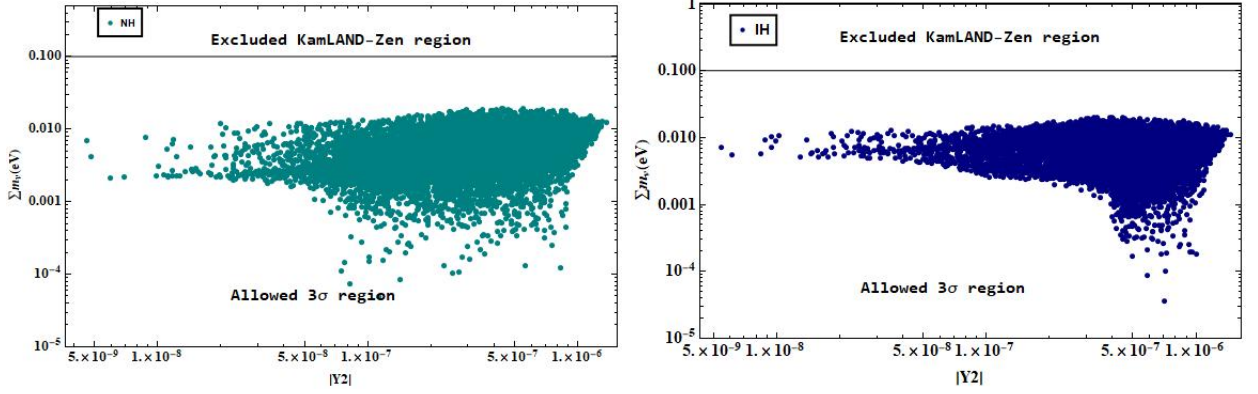 NH
Excluded KamLAND-Zen region
Allowed 3σ region
∑mᵥ(eV)
0.100
0.010
0.001
10⁻⁴
10⁻⁵
5.×10⁻⁹ 1.×10⁻⁸ 5.×10⁻⁸ 1.×10⁻⁷ 5.×10⁻⁷ 1.×10⁻⁶
|Y2|
IH
Excluded KamLAND-Zen region
Allowed 3σ region
∑mᵥ(eV)
1
0.100
0.010
0.001
10⁻⁴
10⁻⁵
5.×10⁻⁹ 1.×10⁻⁸ 5.×10⁻⁸ 1.×10⁻⁷ 5.×10⁻⁷ 1.×10⁻⁶
|Y2|